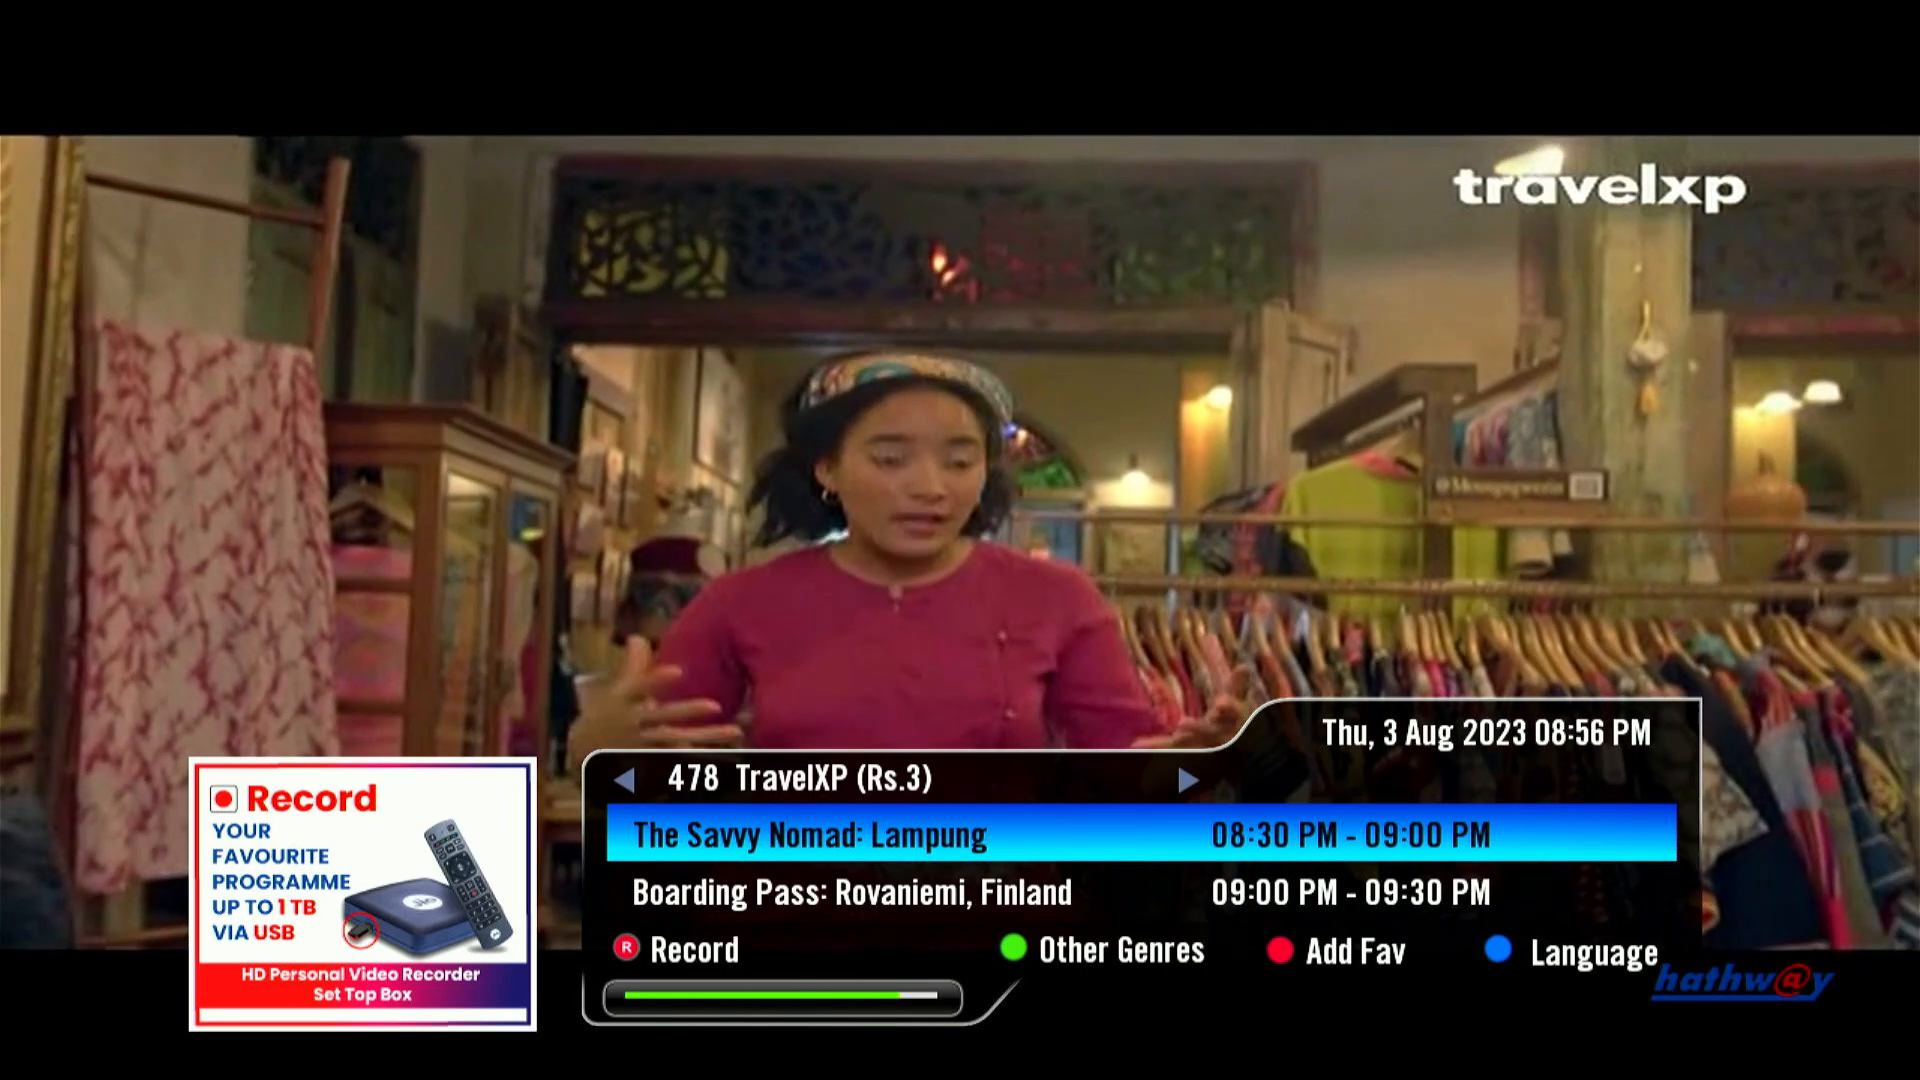 travelxp
Thu, 3 Aug 2023 08:56 PM
478 TravelXP (Rs.3)
The Savvy Nomad: Lampung 08:30 PM - 09:00 PM
Boarding Pass: Rovaniemi, Finland 09:00 PM - 09:30 PM
R Record Other Genres Add Fav Language
hathw@y
Record
YOUR
FAVOURITE
PROGRAMME
UP TO 1 TB
VIA USB
Jio
HD Personal Video Recorder
Set Top Box